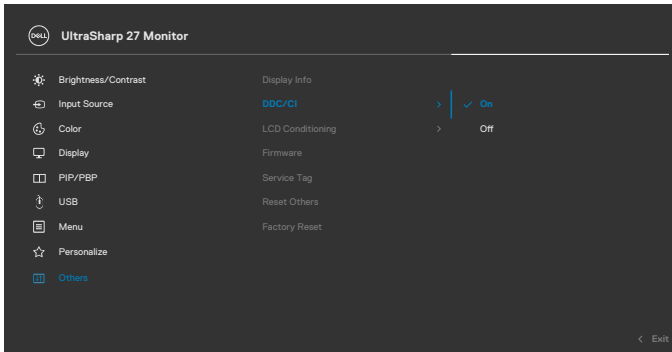 DELL UltraSharp 27 Monitor
Brightness/Contrast Display Info
Input Source DDC/CI > ✓ On
Color LCD Conditioning > Off
Display Firmware
PIP/PBP Service Tag
USB Reset Others
Menu Factory Reset
Personalize
Others
< Exit